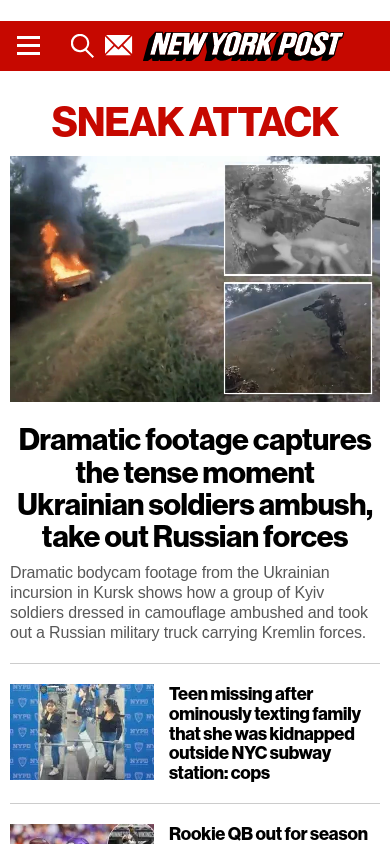 NEW YORK POST
SNEAK ATTACK
Dramatic footage captures
the tense moment
Ukrainian soldiers ambush,
take out Russian forces
Dramatic bodycam footage from the Ukrainian
incursion in Kursk shows how a group of Kyiv
soldiers dressed in camouflage ambushed and took
out a Russian military truck carrying Kremlin forces.
Teen missing after
ominously texting family
that she was kidnapped
outside NYC subway
station: cops
Rookie QB out for season